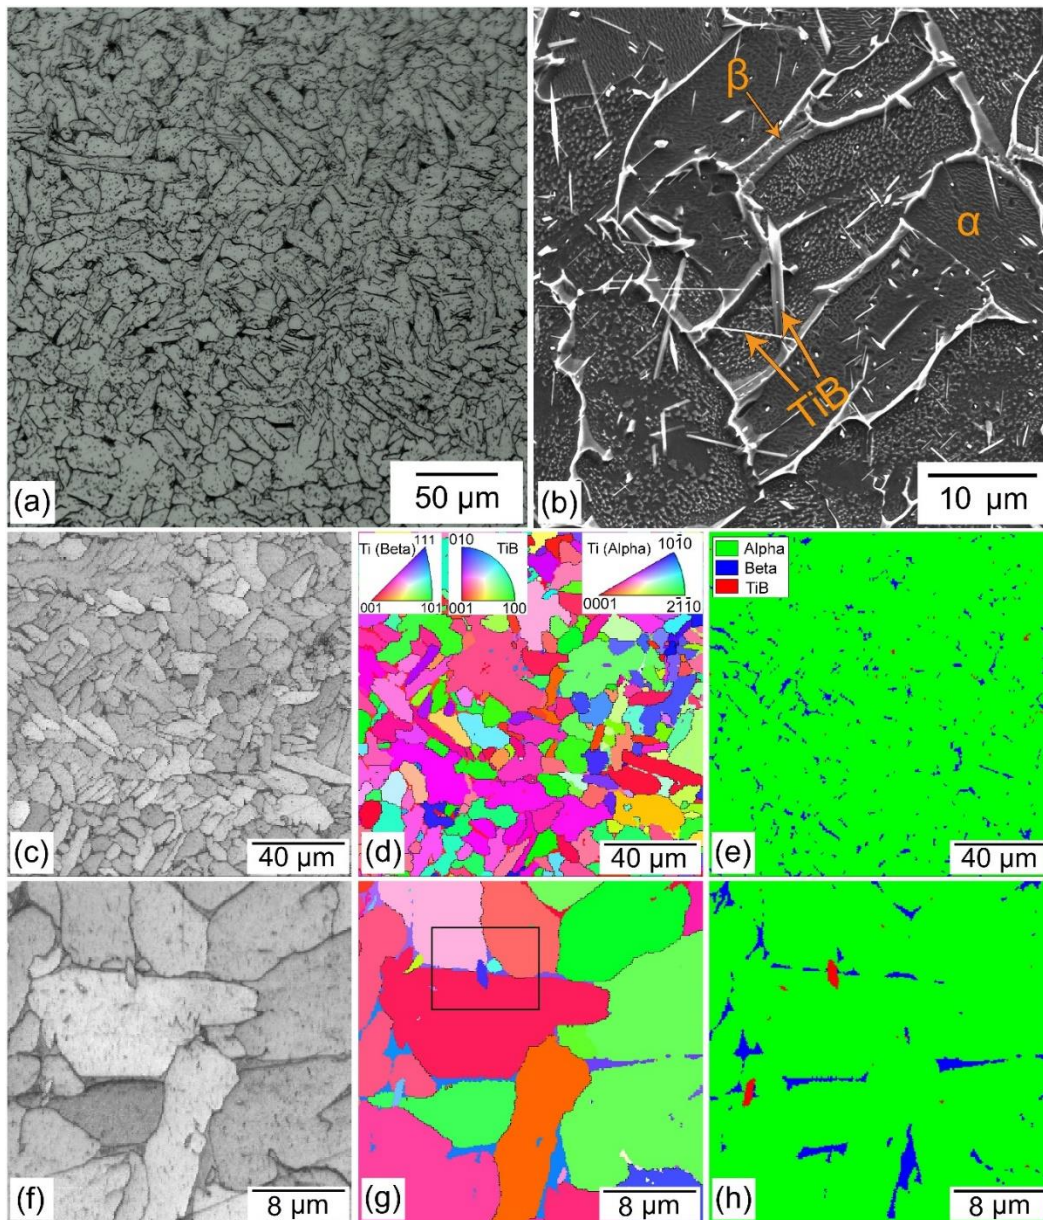 (a)
50 µm
β
α
TiB
(b)
10 µm
(c)
40 µm
Ti (Beta) 111
001 101
010 TiB
001 100
Ti (Alpha) 101̄0
0001 21̄1̄0
(d)
40 µm
Alpha
Beta
TiB
(e)
40 µm
(f)
8 µm
(g)
8 µm
(h)
8 µm